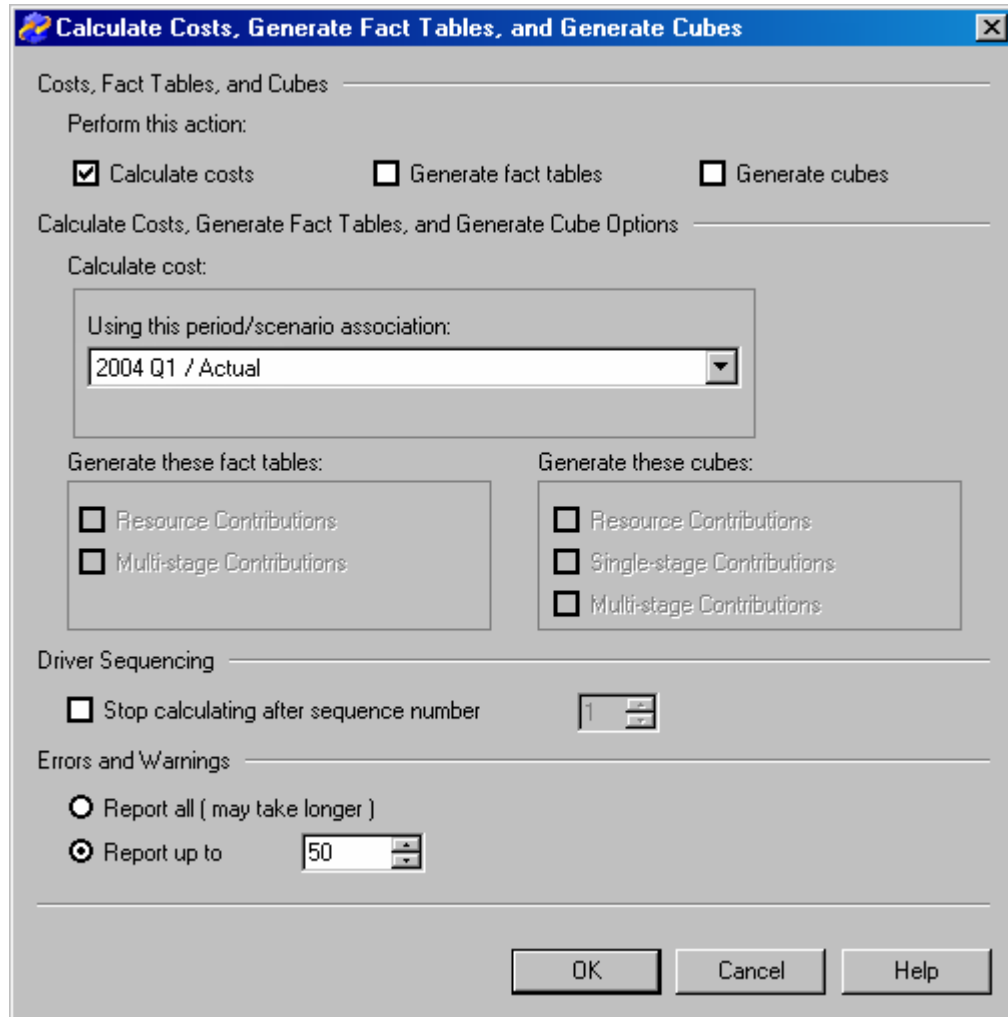 Calculate Costs, Generate Fact Tables, and Generate Cubes
Costs, Fact Tables, and Cubes
Perform this action:
Calculate costs Generate fact tables Generate cubes
Calculate Costs, Generate Fact Tables, and Generate Cube Options
Calculate cost:
Using this period/scenario association:
2004 Q1 / Actual
Generate these fact tables: Generate these cubes:
Resource Contributions Resource Contributions
Multi-stage Contributions Single-stage Contributions
Multi-stage Contributions
Driver Sequencing
Stop calculating after sequence number 1
Errors and Warnings
Report all ( may take longer )
Report up to 50
OK Cancel Help